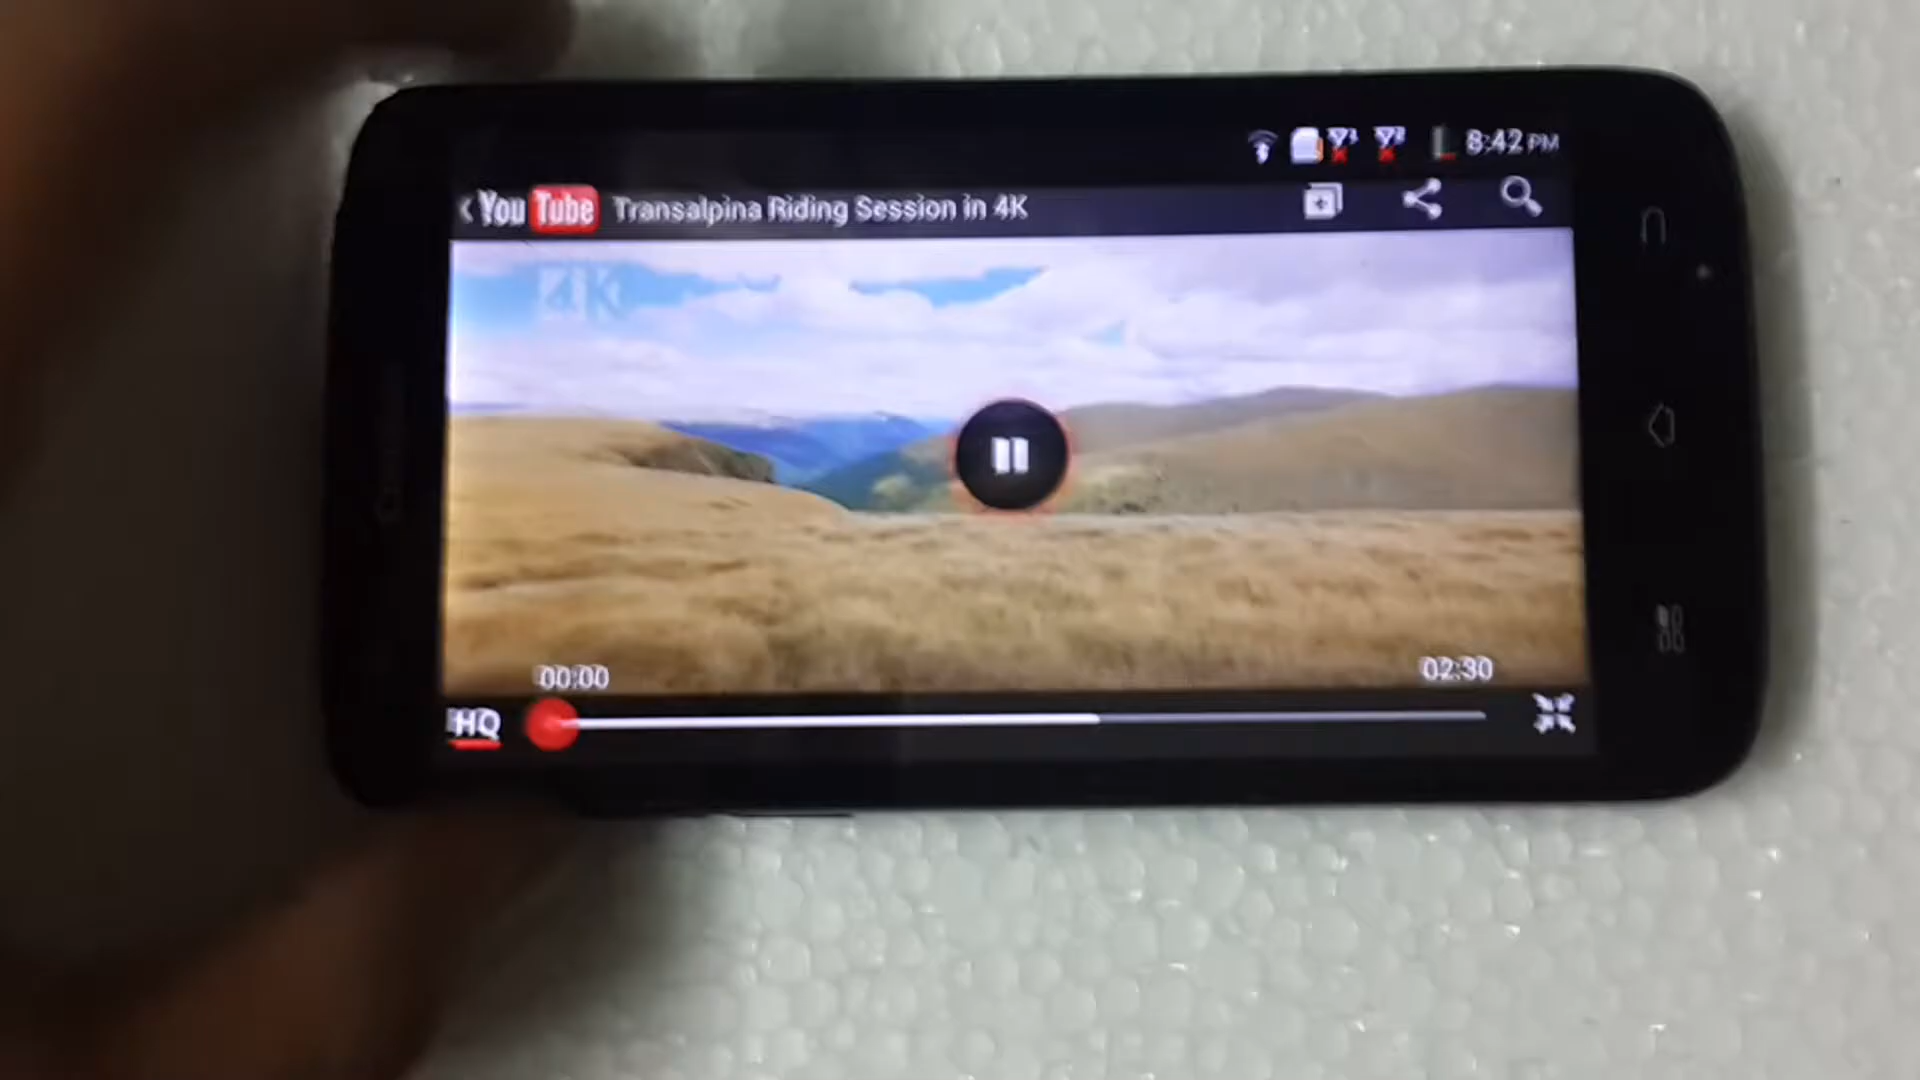 8:42 PM
YouTube Transalpina Riding Session in 4K
4K
00:00
02:30
HQ